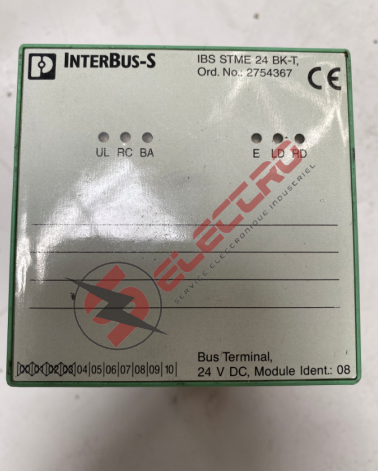 INTERBUS-S
IBS STME 24 BK-T,
Ord. No.: 2754367
CE
UL RC BA
E LD RD
S ELECTRO
SERVICE ELECTRONIQUE INDUSERIEL
Bus Terminal,
24 V DC, Module Ident.: 08
04|05|06|07|08|09|10|